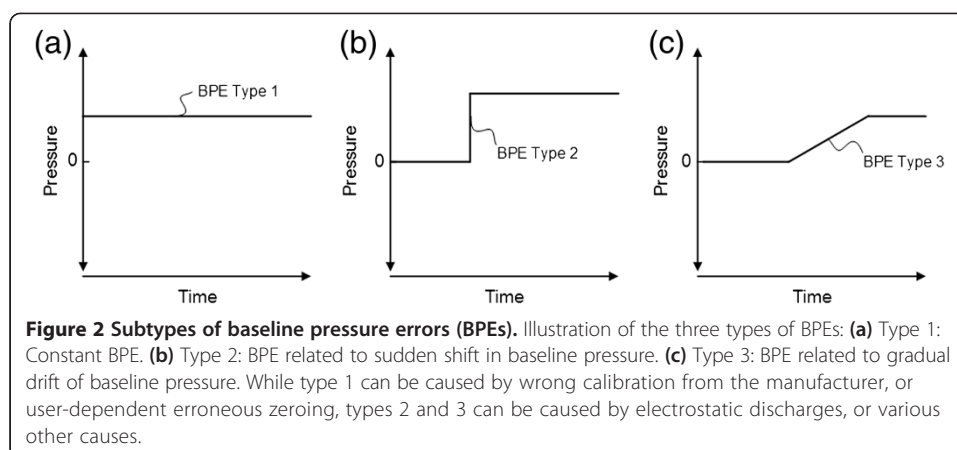 (a)
BPE Type 1
Pressure
0
Time
(b)
BPE Type 2
Pressure
0
Time
(c)
BPE Type 3
Pressure
0
Time
Figure 2 Subtypes of baseline pressure errors (BPEs). Illustration of the three types of BPEs: (a) Type 1:
Constant BPE. (b) Type 2: BPE related to sudden shift in baseline pressure. (c) Type 3: BPE related to gradual
drift of baseline pressure. While type 1 can be caused by wrong calibration from the manufacturer, or
user-dependent erroneous zeroing, types 2 and 3 can be caused by electrostatic discharges, or various
other causes.